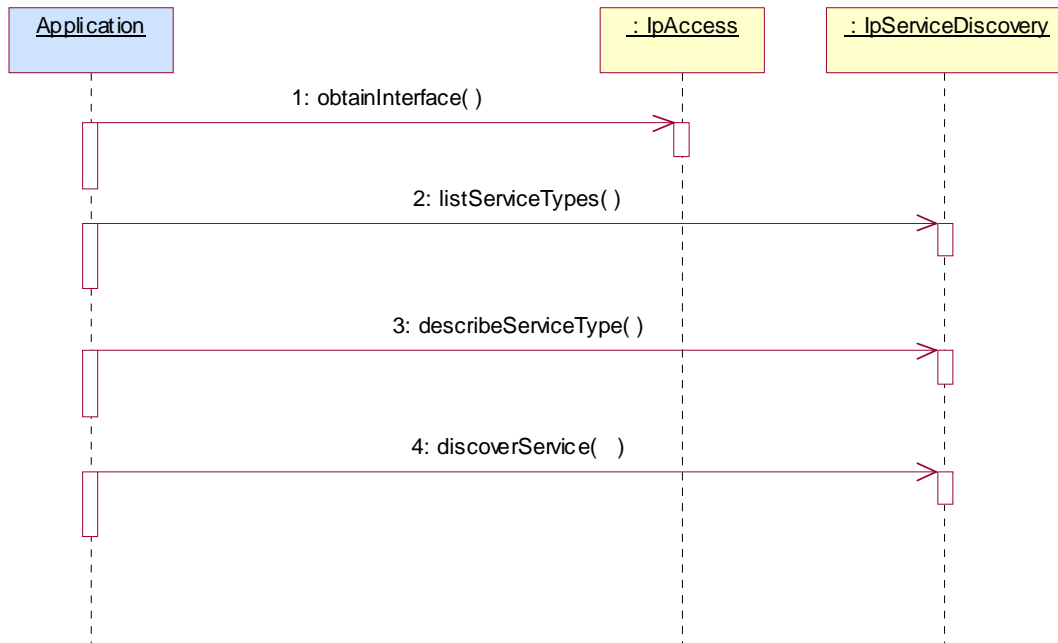 Application
: IpAccess
: IpServiceDiscovery
1: obtainInterface( )
2: listServiceTypes( )
3: describeServiceType( )
4: discoverService(   )